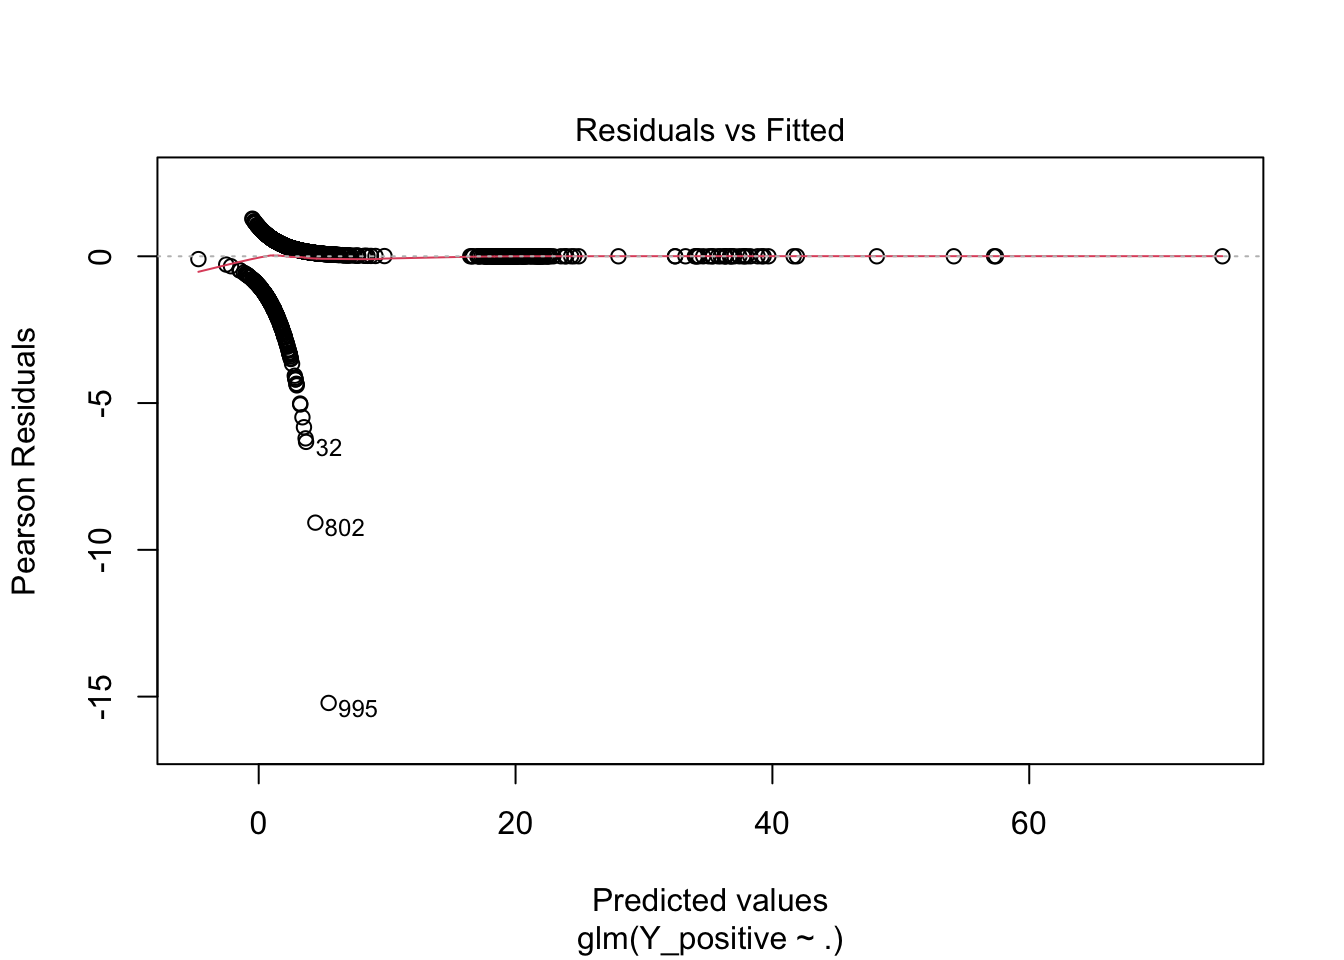 Residuals vs Fitted
Pearson Residuals
0
-5
-10
-15
32
802
995
0 20 40 60
Predicted values
glm(Y_positive ~ .)